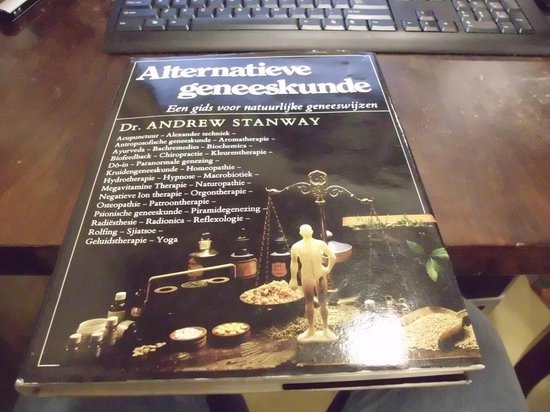 Alternatieve
geneeskunde
Een gids voor natuurlijke geneeswijzen
Dr. ANDREW STANWAY
Acupunctuur – Alexander techniek –
Antroposofische geneeskunde – Aromatherapie –
Ayurveda – Bachremedies – Biochemica –
Biofeedback – Chiropractie – Kleurentherapie –
Dō-in – Paranormale genezing –
Kruidengeneeskunde – Homeopathie –
Hydrotherapie – Hypnose – Macrobiotiek –
Megavitamine Therapie – Naturopathie –
Negatieve Ion therapie – Orgontherapie –
Osteopathie – Patroontherapie –
Psionische geneeskunde – Piramidegenezing –
Radiësthesie – Radionica – Reflexologie –
Rolfing – Sjiatsoe –
Geluidstherapie – Yoga